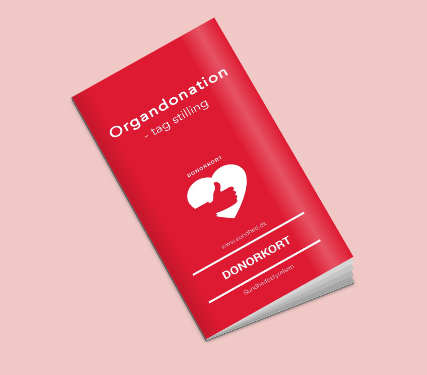 Organdonation
- tag stilling
DONORKORT
www.sundhed.dk
DONORKORT
Sundhedsstyrelsen